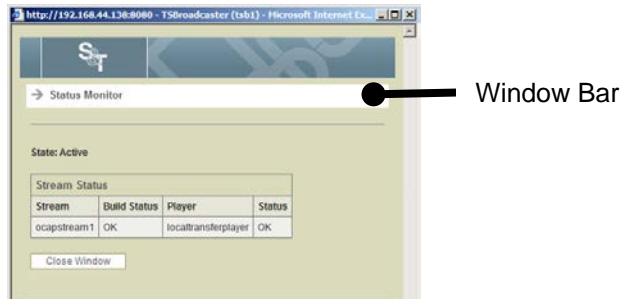 http://192.168.44.138:8080 - TSBroadcaster (tsb1) - Microsoft Internet Ex...
S&T
→ Status Monitor
Window Bar
State: Active
Stream Status
Stream Build Status Player Status
ocapstream1 OK localtransferplayer OK
Close Window